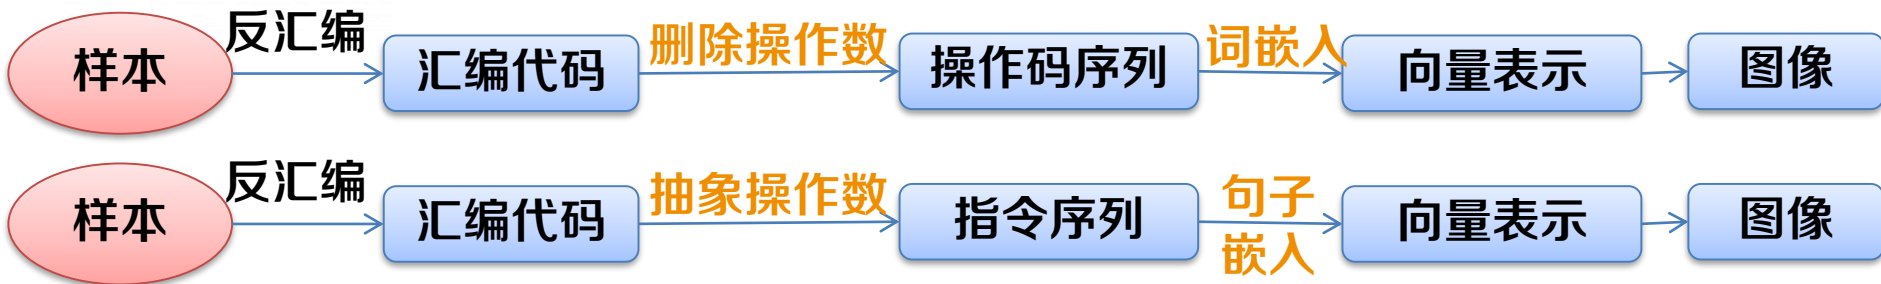 样本 反汇编 汇编代码 删除操作数 操作码序列 词嵌入 向量表示 图像
样本 反汇编 汇编代码 抽象操作数 指令序列 句子 向量表示 图像
嵌入